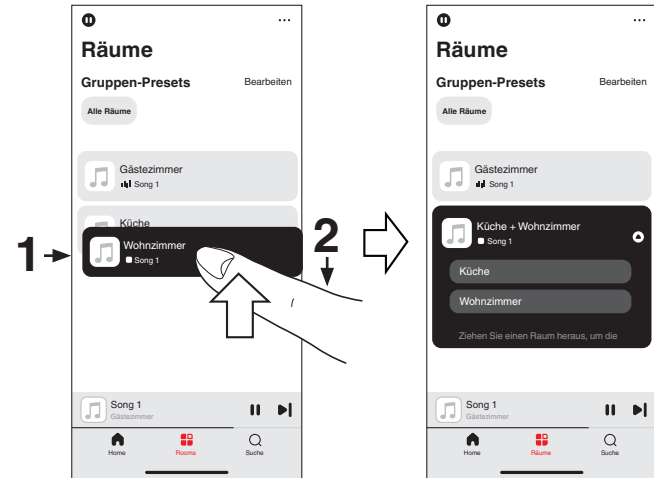 Räume
Gruppen-Presets Bearbeiten
Alle Räume
Gästezimmer
Song 1
Küche
Wohnzimmer
Song 1
1
2
Song 1
Gästezimmer
Home Rooms Suche
Räume
Gruppen-Presets Bearbeiten
Alle Räume
Gästezimmer
Song 1
Küche + Wohnzimmer
Song 1
Küche
Wohnzimmer
Ziehen Sie einen Raum heraus, um die
Song 1
Gästezimmer
Home Räume Suche